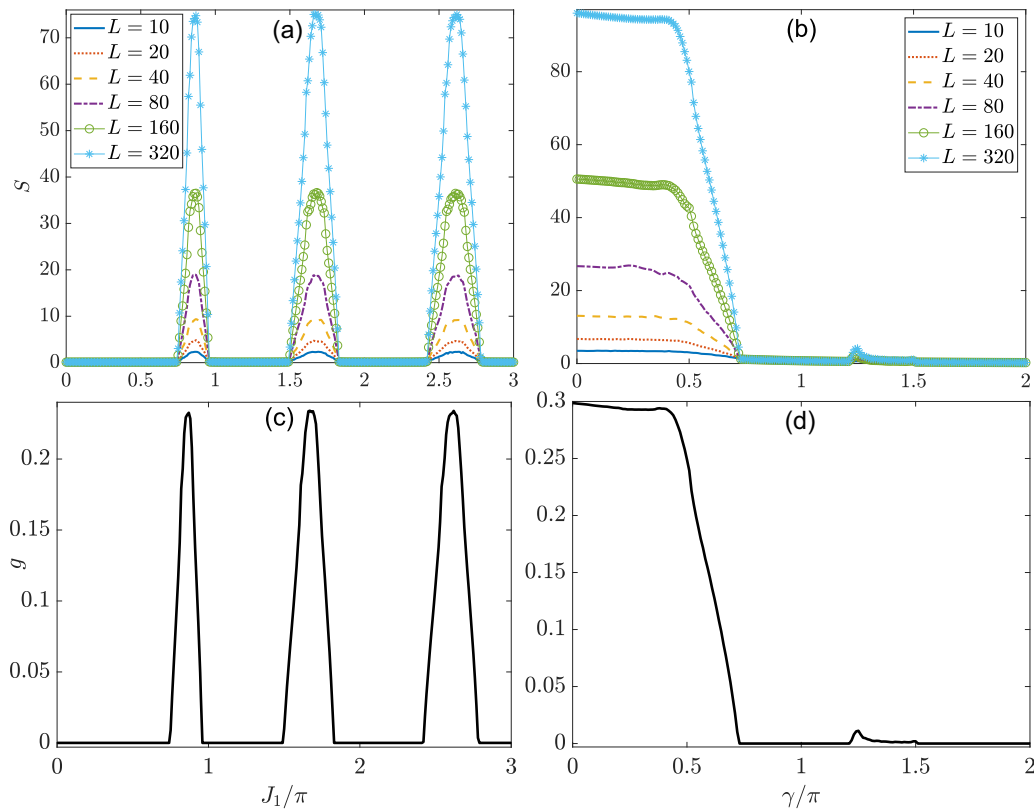 (a)
S
70
60
50
40
30
20
10
0
L = 10
L = 20
L = 40
L = 80
L = 160
L = 320
0 0.5 1 1.5 2 2.5 3
(b)
80
60
40
20
0
L = 10
L = 20
L = 40
L = 80
L = 160
L = 320
0 0.5 1 1.5 2
(c)
g
0.2
0.15
0.1
0.05
0
0 1 2 3
J₁/π
(d)
0.3
0.25
0.2
0.15
0.1
0.05
0
0 0.5 1 1.5 2
γ/π